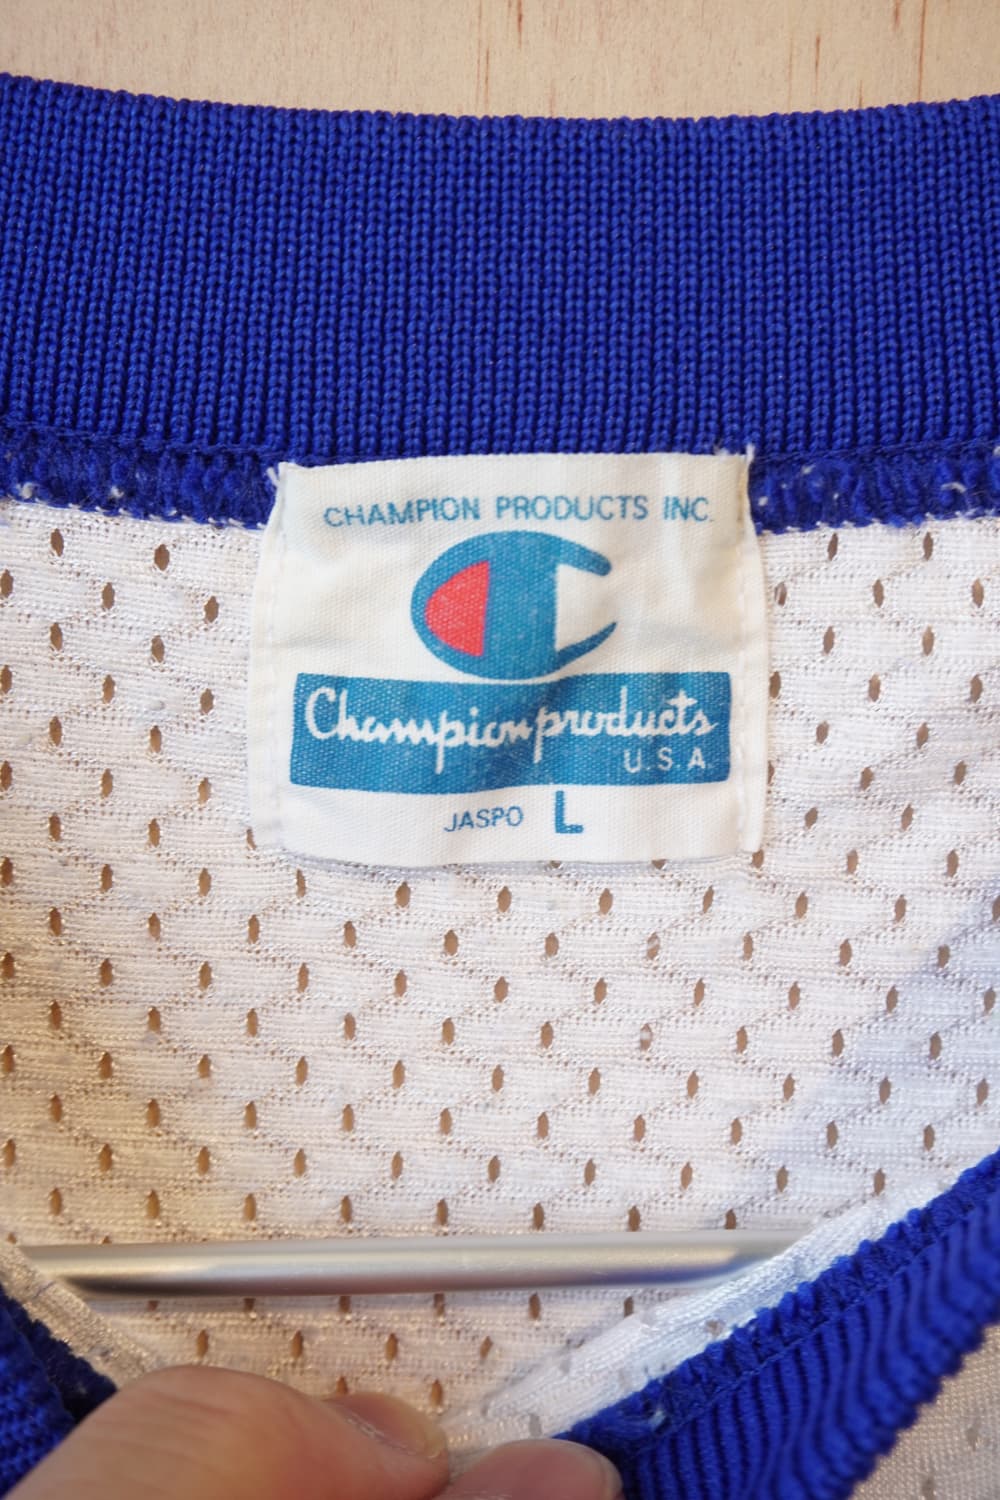 CHAMPION PRODUCTS INC.
Champion products
U.S.A.
JASPO L